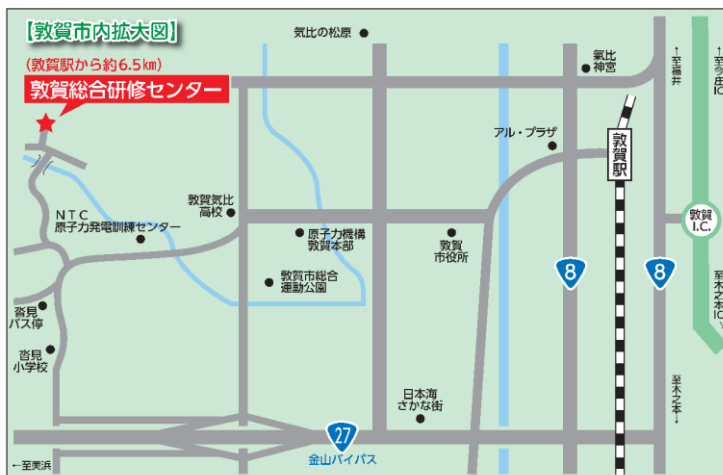 【敦賀市内拡大図】
(敦賀駅から約6.5㎞)
敦賀総合研修センター
気比の松原
氣比
神宮
←至福井
←至今庄IC
アル・プラザ
敦賀駅
敦賀気比
高校
NTC
原子力発電訓練センター
原子力機構
敦賀本部
敦賀
市役所
敦賀
I.C.
敦賀市総合
運動公園
8
8
至木之本IC→
沓見
バス停
沓見
小学校
日本海
さかな街
至木之本→
27
金山バイパス
←至美浜